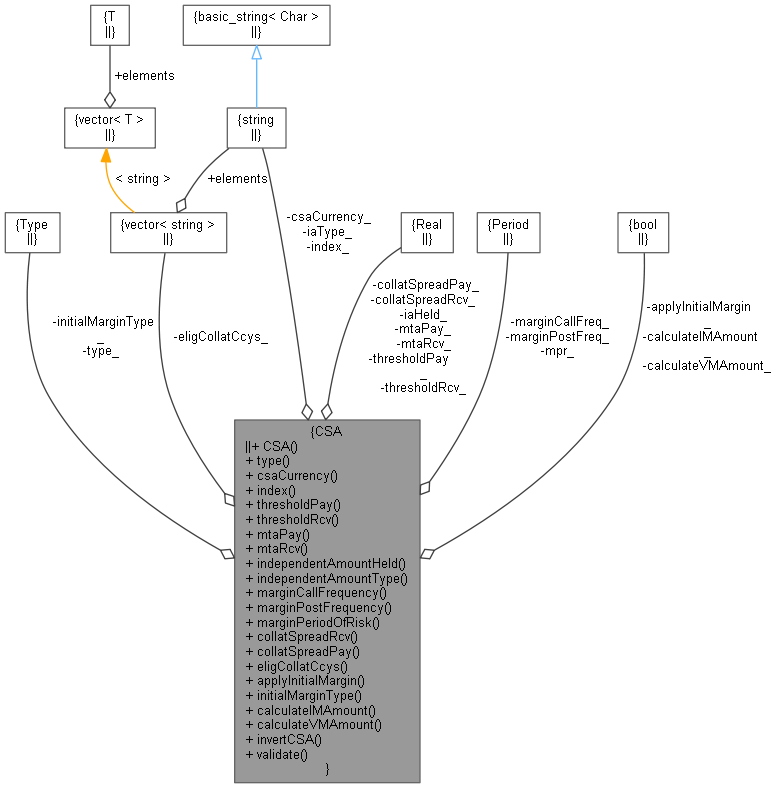 {T
||}
{basic_string< Char >
||}
+elements
{vector< T >
||}
{string
||}
< string >
+elements
{Type
||}
{vector< string >
||}
-csaCurrency_
-iaType_
-index_
{Real
||}
{Period
||}
{bool
||}
-initialMarginType
_
-type_
-eligCollatCcys_
-collatSpreadPay_
-collatSpreadRcv_
-iaHeld_
-mtaPay_
-mtaRcv_
-thresholdPay
_
-thresholdRcv_
-marginCallFreq_
-marginPostFreq_
-mpr_
-applyInitialMargin
_
-calculateIMAmount
_
-calculateVMAmount_
{CSA
||+ CSA()
+ type()
+ csaCurrency()
+ index()
+ thresholdPay()
+ thresholdRcv()
+ mtaPay()
+ mtaRcv()
+ independentAmountHeld()
+ independentAmountType()
+ marginCallFrequency()
+ marginPostFrequency()
+ marginPeriodOfRisk()
+ collatSpreadRcv()
+ collatSpreadPay()
+ eligCollatCcys()
+ applyInitialMargin()
+ initialMarginType()
+ calculateIMAmount()
+ calculateVMAmount()
+ invertCSA()
+ validate()
}